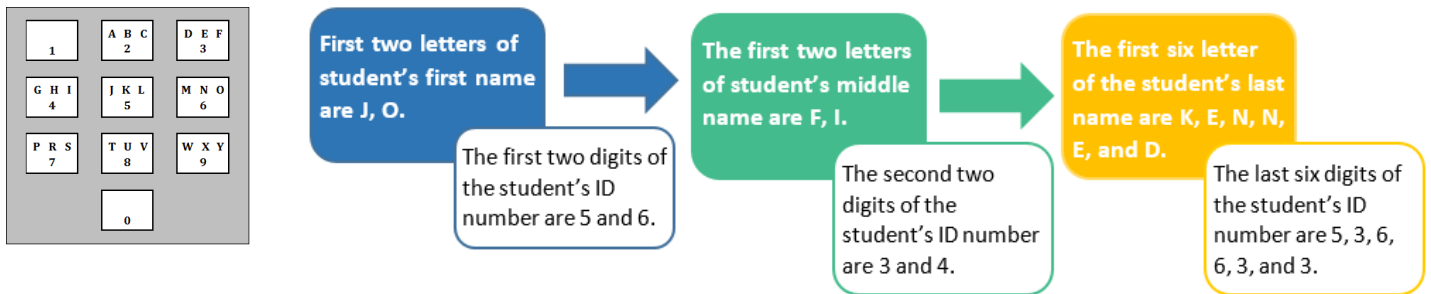 1
A B C
2
D E F
3
G H I
4
J K L
5
M N O
6
P R S
7
T U V
8
W X Y
9
0
First two letters of
student’s first name
are J, O.
The first two digits of
the student’s ID
number are 5 and 6.
The first two letters
of student’s middle
name are F, I.
The second two
digits of the
student’s ID number
are 3 and 4.
The first six letter
of the student’s last
name are K, E, N, N,
E, and D.
The last six digits of
the student’s ID
number are 5, 3, 6,
6, 3, and 3.